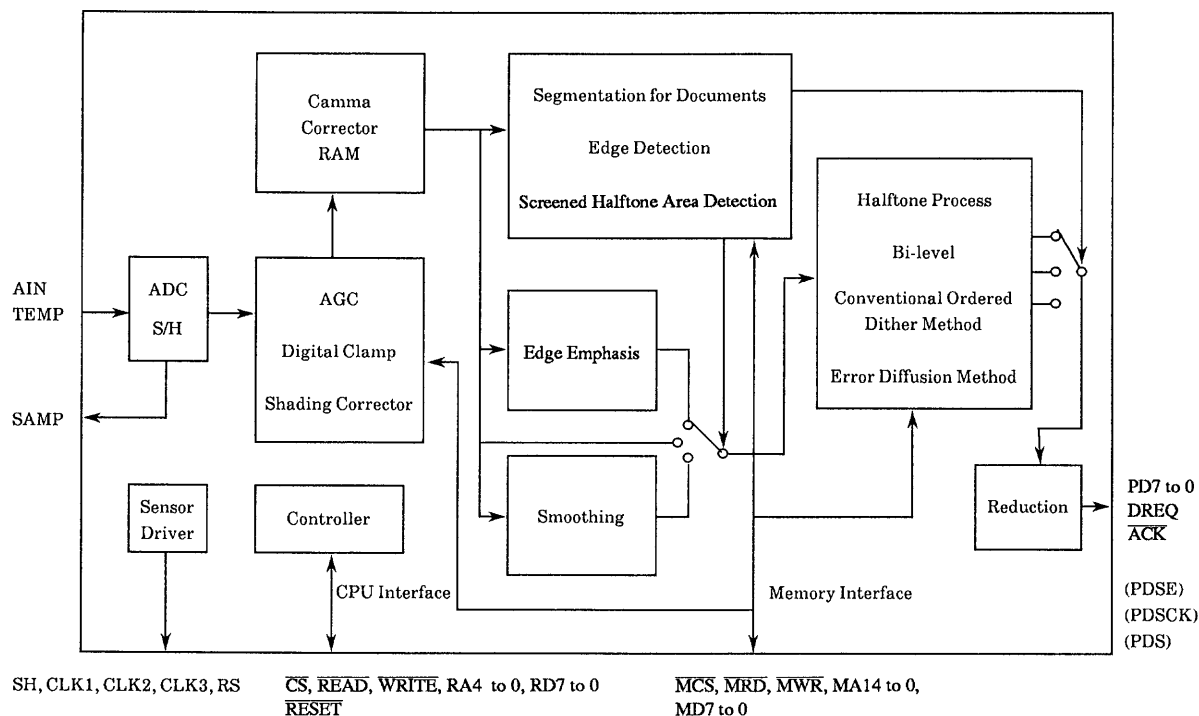 Camma
Corrector
RAM
Segmentation for Documents
Edge Detection
Screened Halftone Area Detection
Halftone Process
Bi-level
Conventional Ordered
Dither Method
Error Diffusion Method
AIN
TEMP
ADC
S/H
AGC
Digital Clamp
Shading Corrector
Edge Emphasis
SAMP
Smoothing
Sensor
Driver
Controller
Reduction
PD7 to 0
DREQ
ACK
CPU Interface
Memory Interface
(PDSE)
(PDSCK)
(PDS)
SH, CLK1, CLK2, CLK3, RS
CS, READ, WRITE, RA4 to 0, RD7 to 0
RESET
MCS, MRD, MWR, MA14 to 0,
MD7 to 0